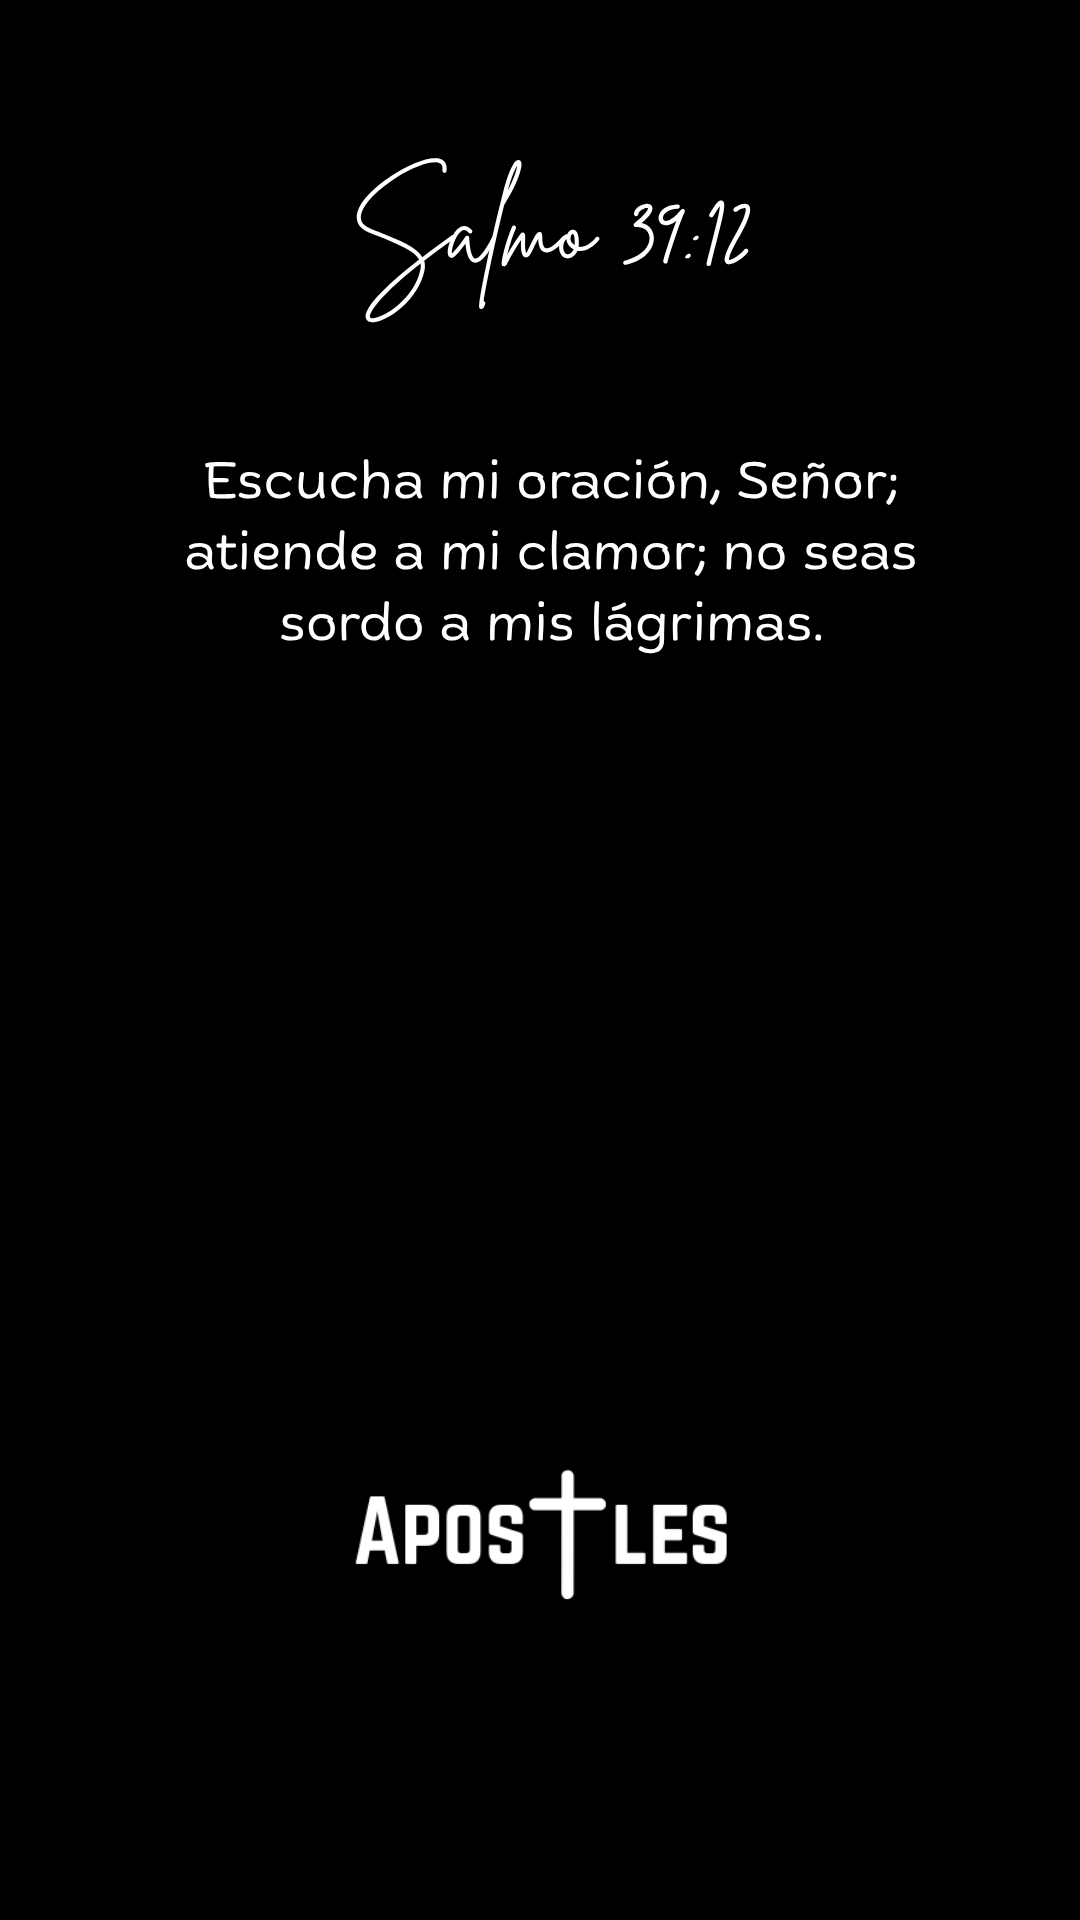 Salmo 39:12
Escucha mi oración, Señor;
atiende a mi clamor; no seas
sordo a mis lágrimas.
Apostles